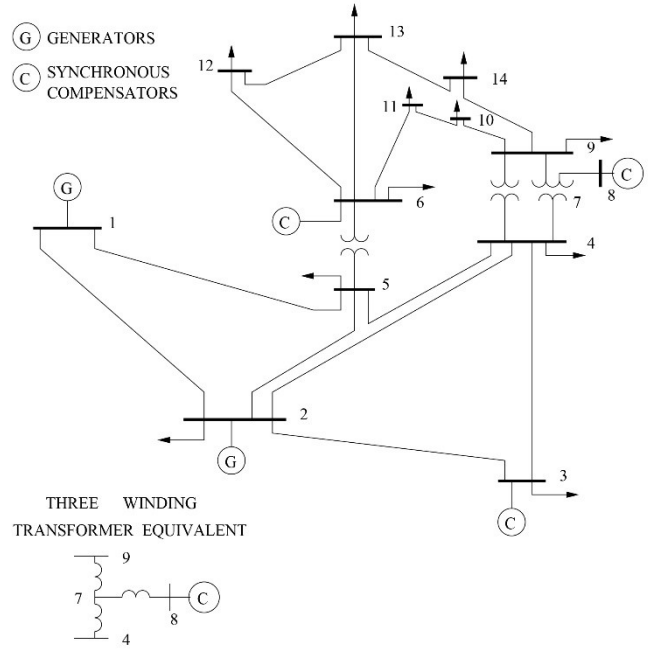 G GENERATORS
C SYNCHRONOUS
COMPENSATORS
13
12
14
11
10
9
C
8
7
G
1
C
6
4
5
2
G
3
C
THREE WINDING
TRANSFORMER EQUIVALENT
9
7
C
8
4